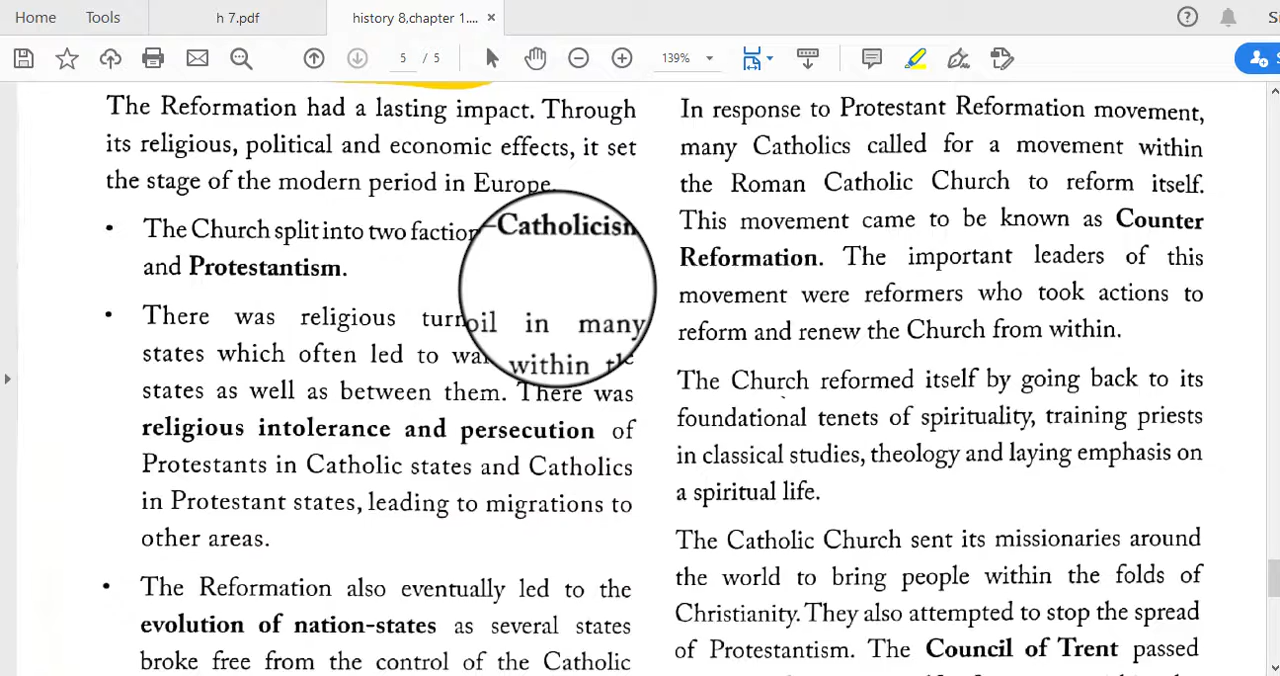 Home Tools h 7.pdf history 8,chapter 1.... ×
5 / 5 139%
The Reformation had a lasting impact. Through
its religious, political and economic effects, it set
the stage of the modern period in Europe.
• The Church split into two faction –Catholicism
and Protestantism.
• There was religious turmoil in many
states which often led to wa within the
states as well as between them. There was
religious intolerance and persecution of
Protestants in Catholic states and Catholics
in Protestant states, leading to migrations to
other areas.
• The Reformation also eventually led to the
evolution of nation-states as several states
broke free from the control of the Catholic
In response to Protestant Reformation movement,
many Catholics called for a movement within
the Roman Catholic Church to reform itself.
This movement came to be known as Counter
Reformation. The important leaders of this
movement were reformers who took actions to
reform and renew the Church from within.
The Church reformed itself by going back to its
foundational tenets of spirituality, training priests
in classical studies, theology and laying emphasis on
a spiritual life.
The Catholic Church sent its missionaries around
the world to bring people within the folds of
Christianity. They also attempted to stop the spread
of Protestantism. The Council of Trent passed